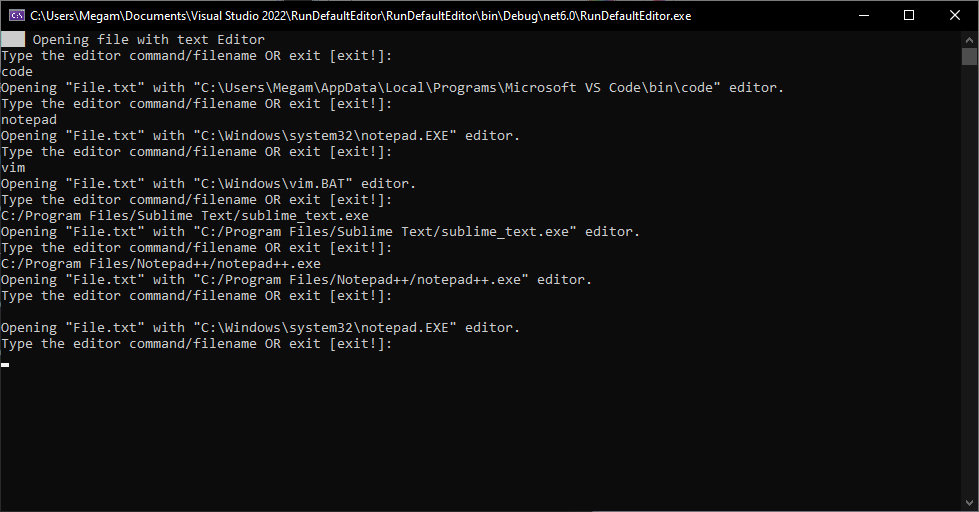 C:\Users\Megam\Documents\Visual Studio 2022\RunDefaultEditor\RunDefaultEditor\bin\Debug\net6.0\RunDefaultEditor.exe
Opening file with text Editor
Type the editor command/filename OR exit [exit!]:
code
Opening "File.txt" with "C:\Users\Megam\AppData\Local\Programs\Microsoft VS Code\bin\code" editor.
Type the editor command/filename OR exit [exit!]:
notepad
Opening "File.txt" with "C:\Windows\system32\notepad.EXE" editor.
Type the editor command/filename OR exit [exit!]:
vim
Opening "File.txt" with "C:\Windows\vim.BAT" editor.
Type the editor command/filename OR exit [exit!]:
C:/Program Files/Sublime Text/sublime_text.exe
Opening "File.txt" with "C:/Program Files/Sublime Text/sublime_text.exe" editor.
Type the editor command/filename OR exit [exit!]:
C:/Program Files/Notepad++/notepad++.exe
Opening "File.txt" with "C:/Program Files/Notepad++/notepad++.exe" editor.
Type the editor command/filename OR exit [exit!]:
Opening "File.txt" with "C:\Windows\system32\notepad.EXE" editor.
Type the editor command/filename OR exit [exit!]: